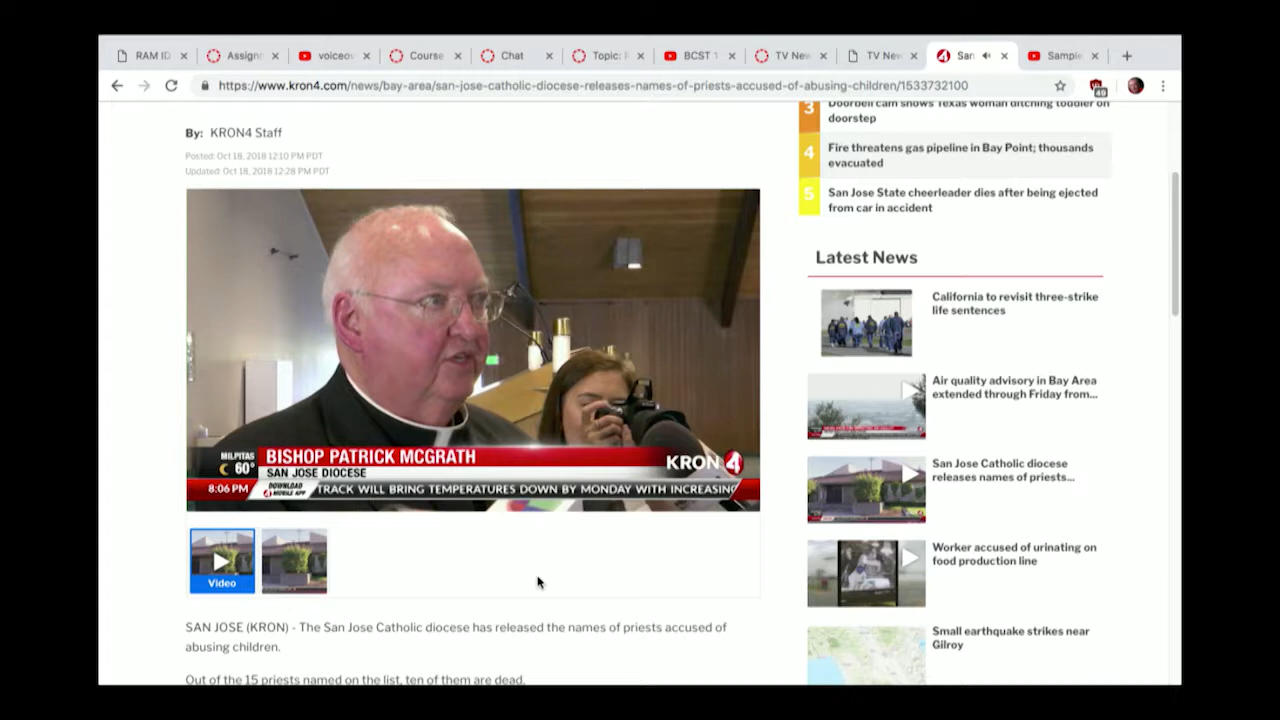 RAM ID
Assignm
voiceov
Course
Chat
Topic:
BCST 1
TV New
TV New
San
Sample
https://www.kron4.com/news/bay-area/san-jose-catholic-diocese-releases-names-of-priests-accused-of-abusing-children/1533732100
49
By: KRON4 Staff
Posted: Oct 18, 2018 12:10 PM PDT
Updated: Oct 18, 2018 12:28 PM PDT
MILPITAS
60°
BISHOP PATRICK MCGRATH
SAN JOSE DIOCESE
KRON 4
8:06 PM
DOWNLOAD
MOBILE APP
TRACK WILL BRING TEMPERATURES DOWN BY MONDAY WITH INCREASING
Video
SAN JOSE (KRON) - The San Jose Catholic diocese has released the names of priests accused of
abusing children.
Out of the 15 priests named on the list, ten of them are dead.
3
Doorbell cam shows Texas woman ditching toddler on
doorstep
4
Fire threatens gas pipeline in Bay Point; thousands
evacuated
5
San Jose State cheerleader dies after being ejected
from car in accident
Latest News
California to revisit three-strike
life sentences
Air quality advisory in Bay Area
extended through Friday from...
San Jose Catholic diocese
releases names of priests...
Worker accused of urinating on
food production line
Small earthquake strikes near
Gilroy